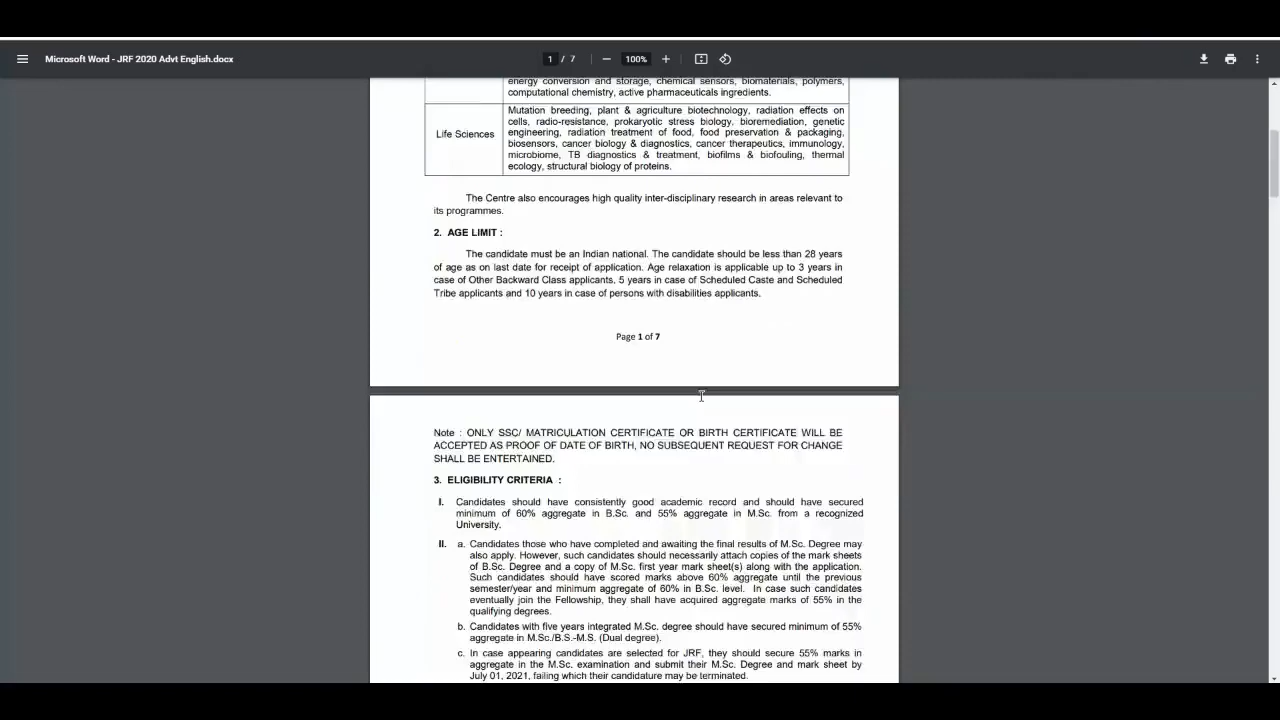 Microsoft Word - JRF 2020 Advt English.docx
1 / 7
100%
energy conversion and storage, chemical sensors, biomaterials, polymers,
computational chemistry, active pharmaceuticals ingredients.
Life Sciences
Mutation breeding, plant & agriculture biotechnology, radiation effects on
cells, radio-resistance, prokaryotic stress biology, bioremediation, genetic
engineering, radiation treatment of food, food preservation & packaging,
biosensors, cancer biology & diagnostics, cancer therapeutics, immunology,
microbiome, TB diagnostics & treatment, biofilms & biofouling, thermal
ecology, structural biology of proteins.
The Centre also encourages high quality inter-disciplinary research in areas relevant to
its programmes.
2. AGE LIMIT :
The candidate must be an Indian national. The candidate should be less than 28 years
of age as on last date for receipt of application. Age relaxation is applicable up to 3 years in
case of Other Backward Class applicants, 5 years in case of Scheduled Caste and Scheduled
Tribe applicants and 10 years in case of persons with disabilities applicants.
Page 1 of 7
Note : ONLY SSC/ MATRICULATION CERTIFICATE OR BIRTH CERTIFICATE WILL BE
ACCEPTED AS PROOF OF DATE OF BIRTH, NO SUBSEQUENT REQUEST FOR CHANGE
SHALL BE ENTERTAINED.
3. ELIGIBILITY CRITERIA :
I. Candidates should have consistently good academic record and should have secured
minimum of 60% aggregate in B.Sc. and 55% aggregate in M.Sc. from a recognized
University.
II. a. Candidates those who have completed and awaiting the final results of M.Sc. Degree may
also apply. However, such candidates should necessarily attach copies of the mark sheets
of B.Sc. Degree and a copy of M.Sc. first year mark sheet(s) along with the application.
Such candidates should have scored marks above 60% aggregate until the previous
semester/year and minimum aggregate of 60% in B.Sc. level. In case such candidates
eventually join the Fellowship, they shall have acquired aggregate marks of 55% in the
qualifying degrees.
b. Candidates with five years integrated M.Sc. degree should have secured minimum of 55%
aggregate in M.Sc./B.S.-M.S. (Dual degree).
c. In case appearing candidates are selected for JRF, they should secure 55% marks in
aggregate in the M.Sc. examination and submit their M.Sc. Degree and mark sheet by
July 01, 2021, failing which their candidature may be terminated.